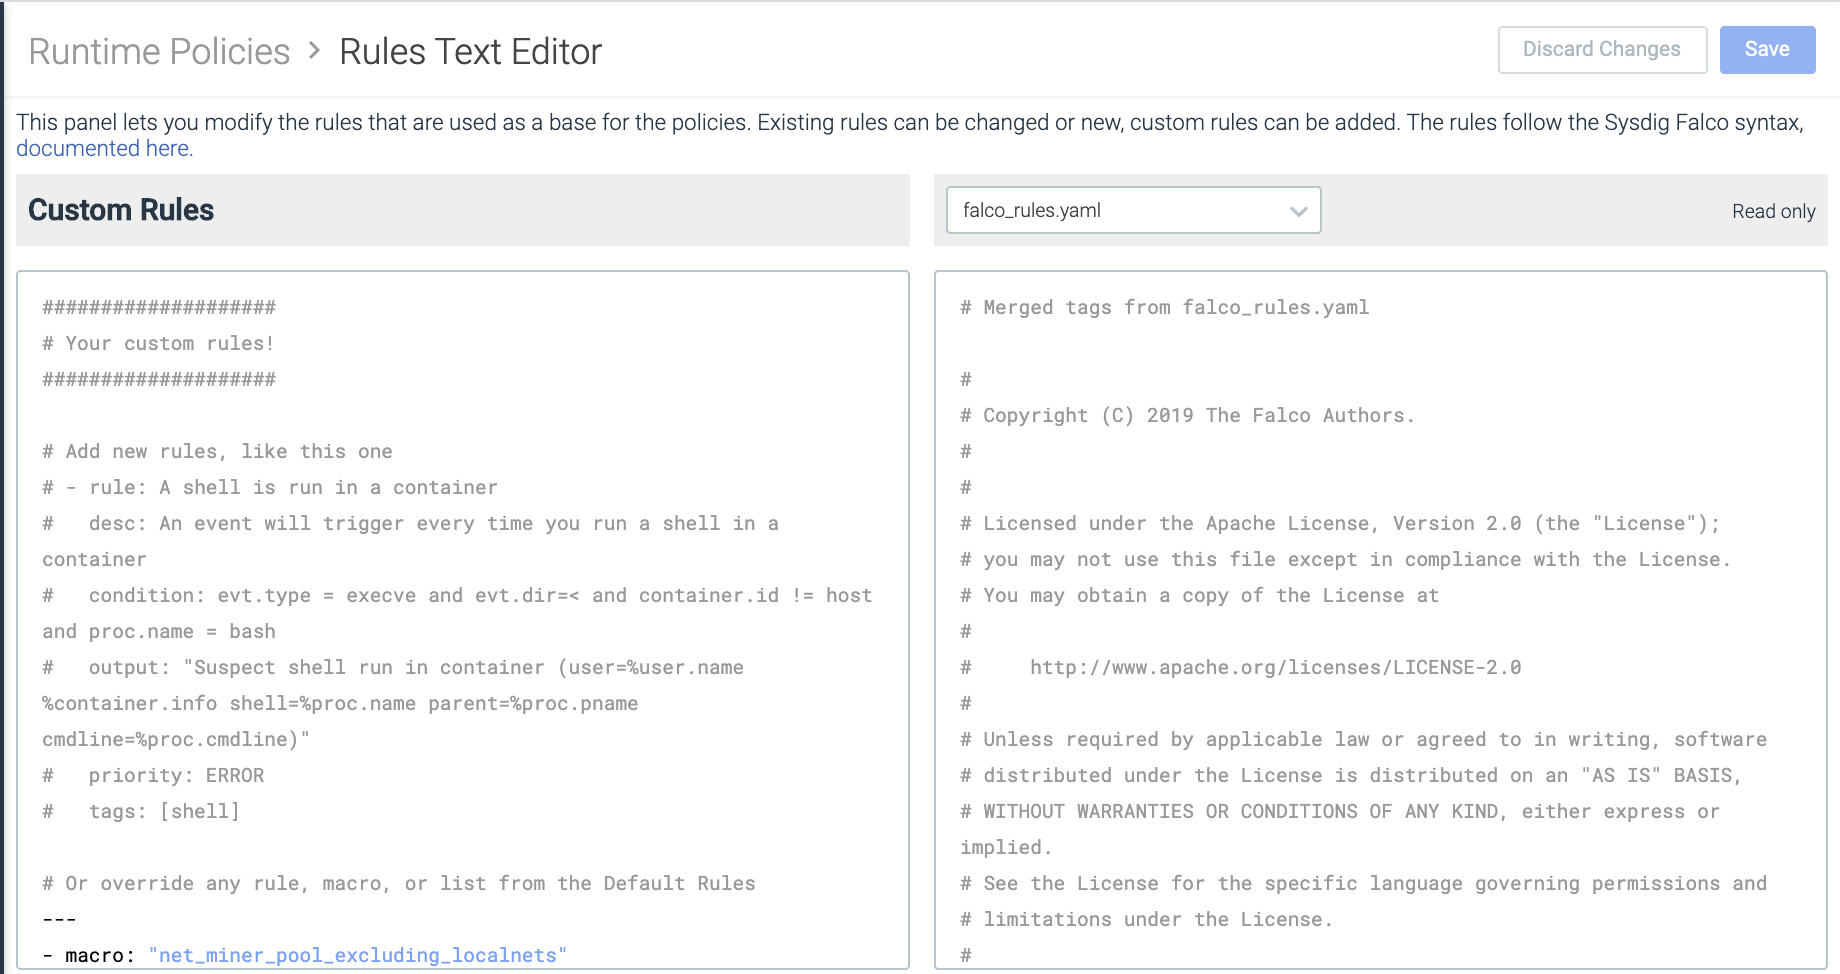 Runtime Policies > Rules Text Editor
Discard Changes
Save
This panel lets you modify the rules that are used as a base for the policies. Existing rules can be changed or new, custom rules can be added. The rules follow the Sysdig Falco syntax,
documented here.
Custom Rules
####################
# Your custom rules!
####################
# Add new rules, like this one
# - rule: A shell is run in a container
#   desc: An event will trigger every time you run a shell in a
container
#   condition: evt.type = execve and evt.dir=< and container.id != host
and proc.name = bash
#   output: "Suspect shell run in container (user=%user.name
%container.info shell=%proc.name parent=%proc.pname
cmdline=%proc.cmdline)"
#   priority: ERROR
#   tags: [shell]
# Or override any rule, macro, or list from the Default Rules
---
- macro: "net_miner_pool_excluding_localnets"
falco_rules.yaml
Read only
# Merged tags from falco_rules.yaml
#
# Copyright (C) 2019 The Falco Authors.
#
#
# Licensed under the Apache License, Version 2.0 (the "License");
# you may not use this file except in compliance with the License.
# You may obtain a copy of the License at
#
#     http://www.apache.org/licenses/LICENSE-2.0
#
# Unless required by applicable law or agreed to in writing, software
# distributed under the License is distributed on an "AS IS" BASIS,
# WITHOUT WARRANTIES OR CONDITIONS OF ANY KIND, either express or
implied.
# See the License for the specific language governing permissions and
# limitations under the License.
#